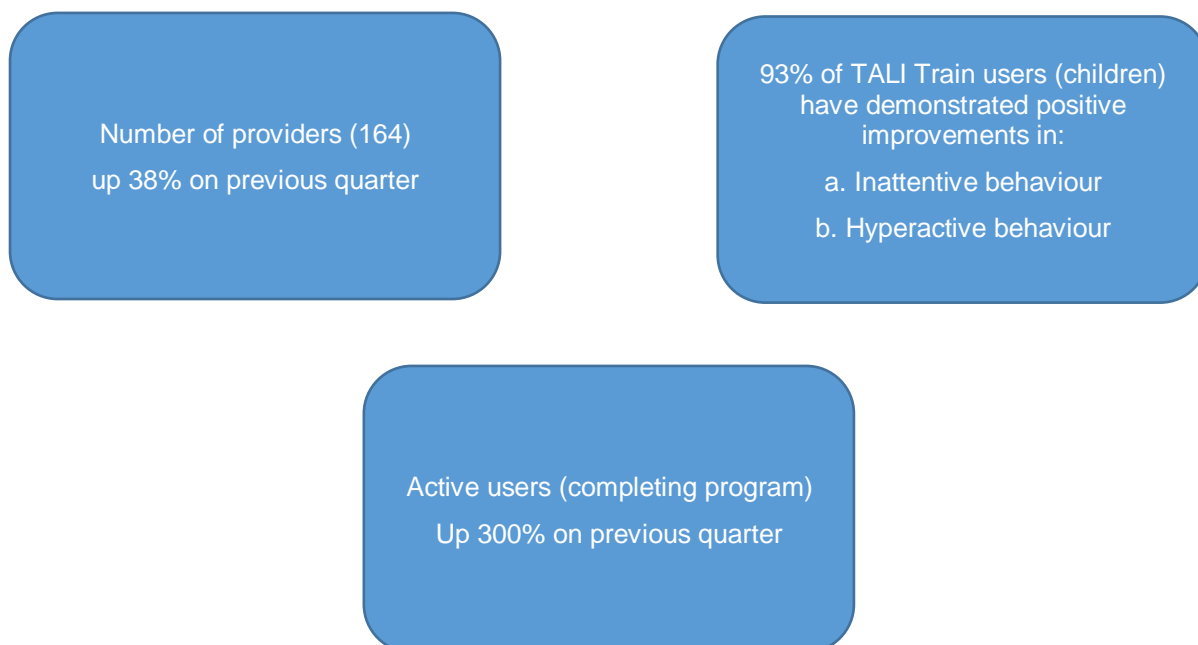 Number of providers (164)
up 38% on previous quarter
93% of TALI Train users (children)
have demonstrated positive
improvements in:
a. Inattentive behaviour
b. Hyperactive behaviour
Active users (completing program)
Up 300% on previous quarter